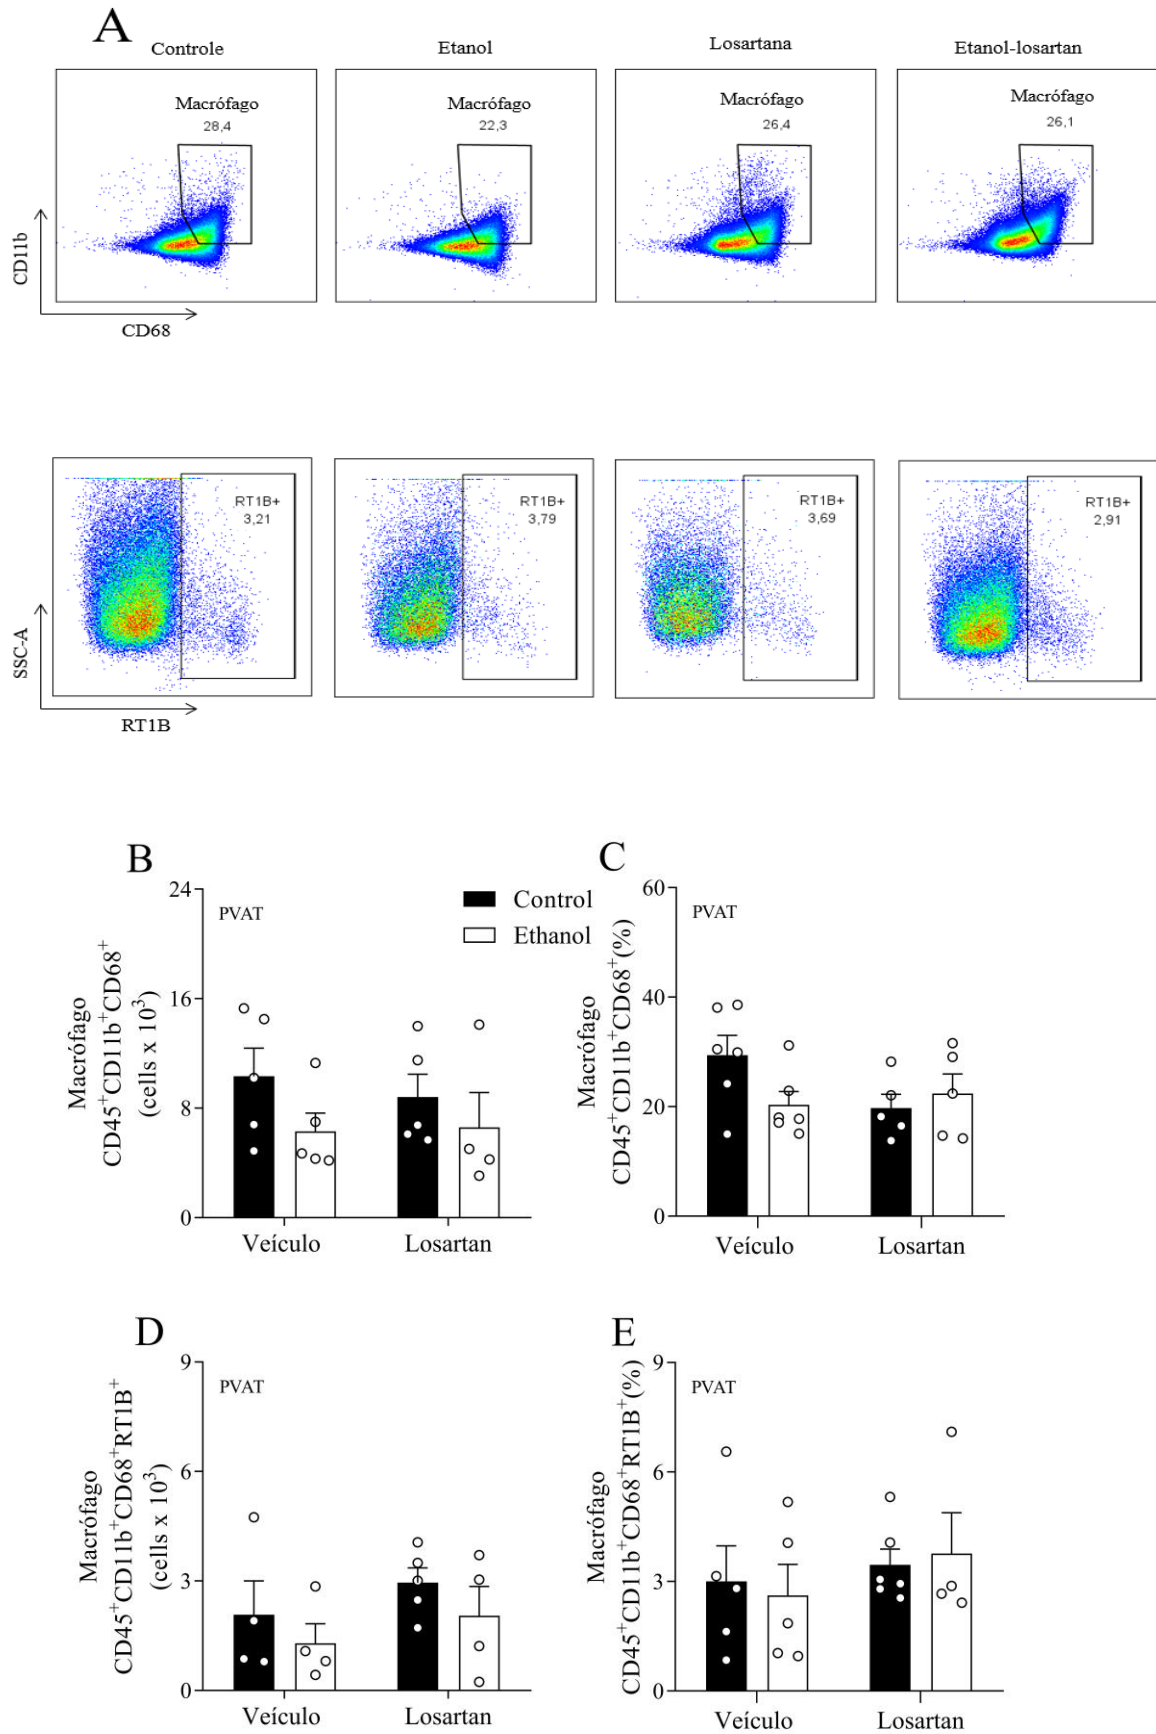 A
Controle
Etanol
Losartana
Etanol-losartan
Macrófago
28,4
Macrófago
22,3
Macrófago
26,4
Macrófago
26,1
CD11b
CD68
RT1B+
3,21
RT1B+
3,79
RT1B+
3,69
RT1B+
2,91
SSC-A
RT1B
B
Macrófago
CD45+CD11b+CD68+
(cells x 10³)
24
16
8
0
PVAT
Control
Ethanol
Veículo
Losartan
C
Macrófago
CD45+CD11b+CD68+(%)
60
40
20
0
PVAT
Veículo
Losartan
D
Macrófago
CD45+CD11b+CD68+RT1B+
(cells x 10³)
9
6
3
0
PVAT
Veículo
Losartan
E
Macrófago
CD45+CD11b+CD68+RT1B+(%)
9
6
3
0
PVAT
Veículo
Losartan